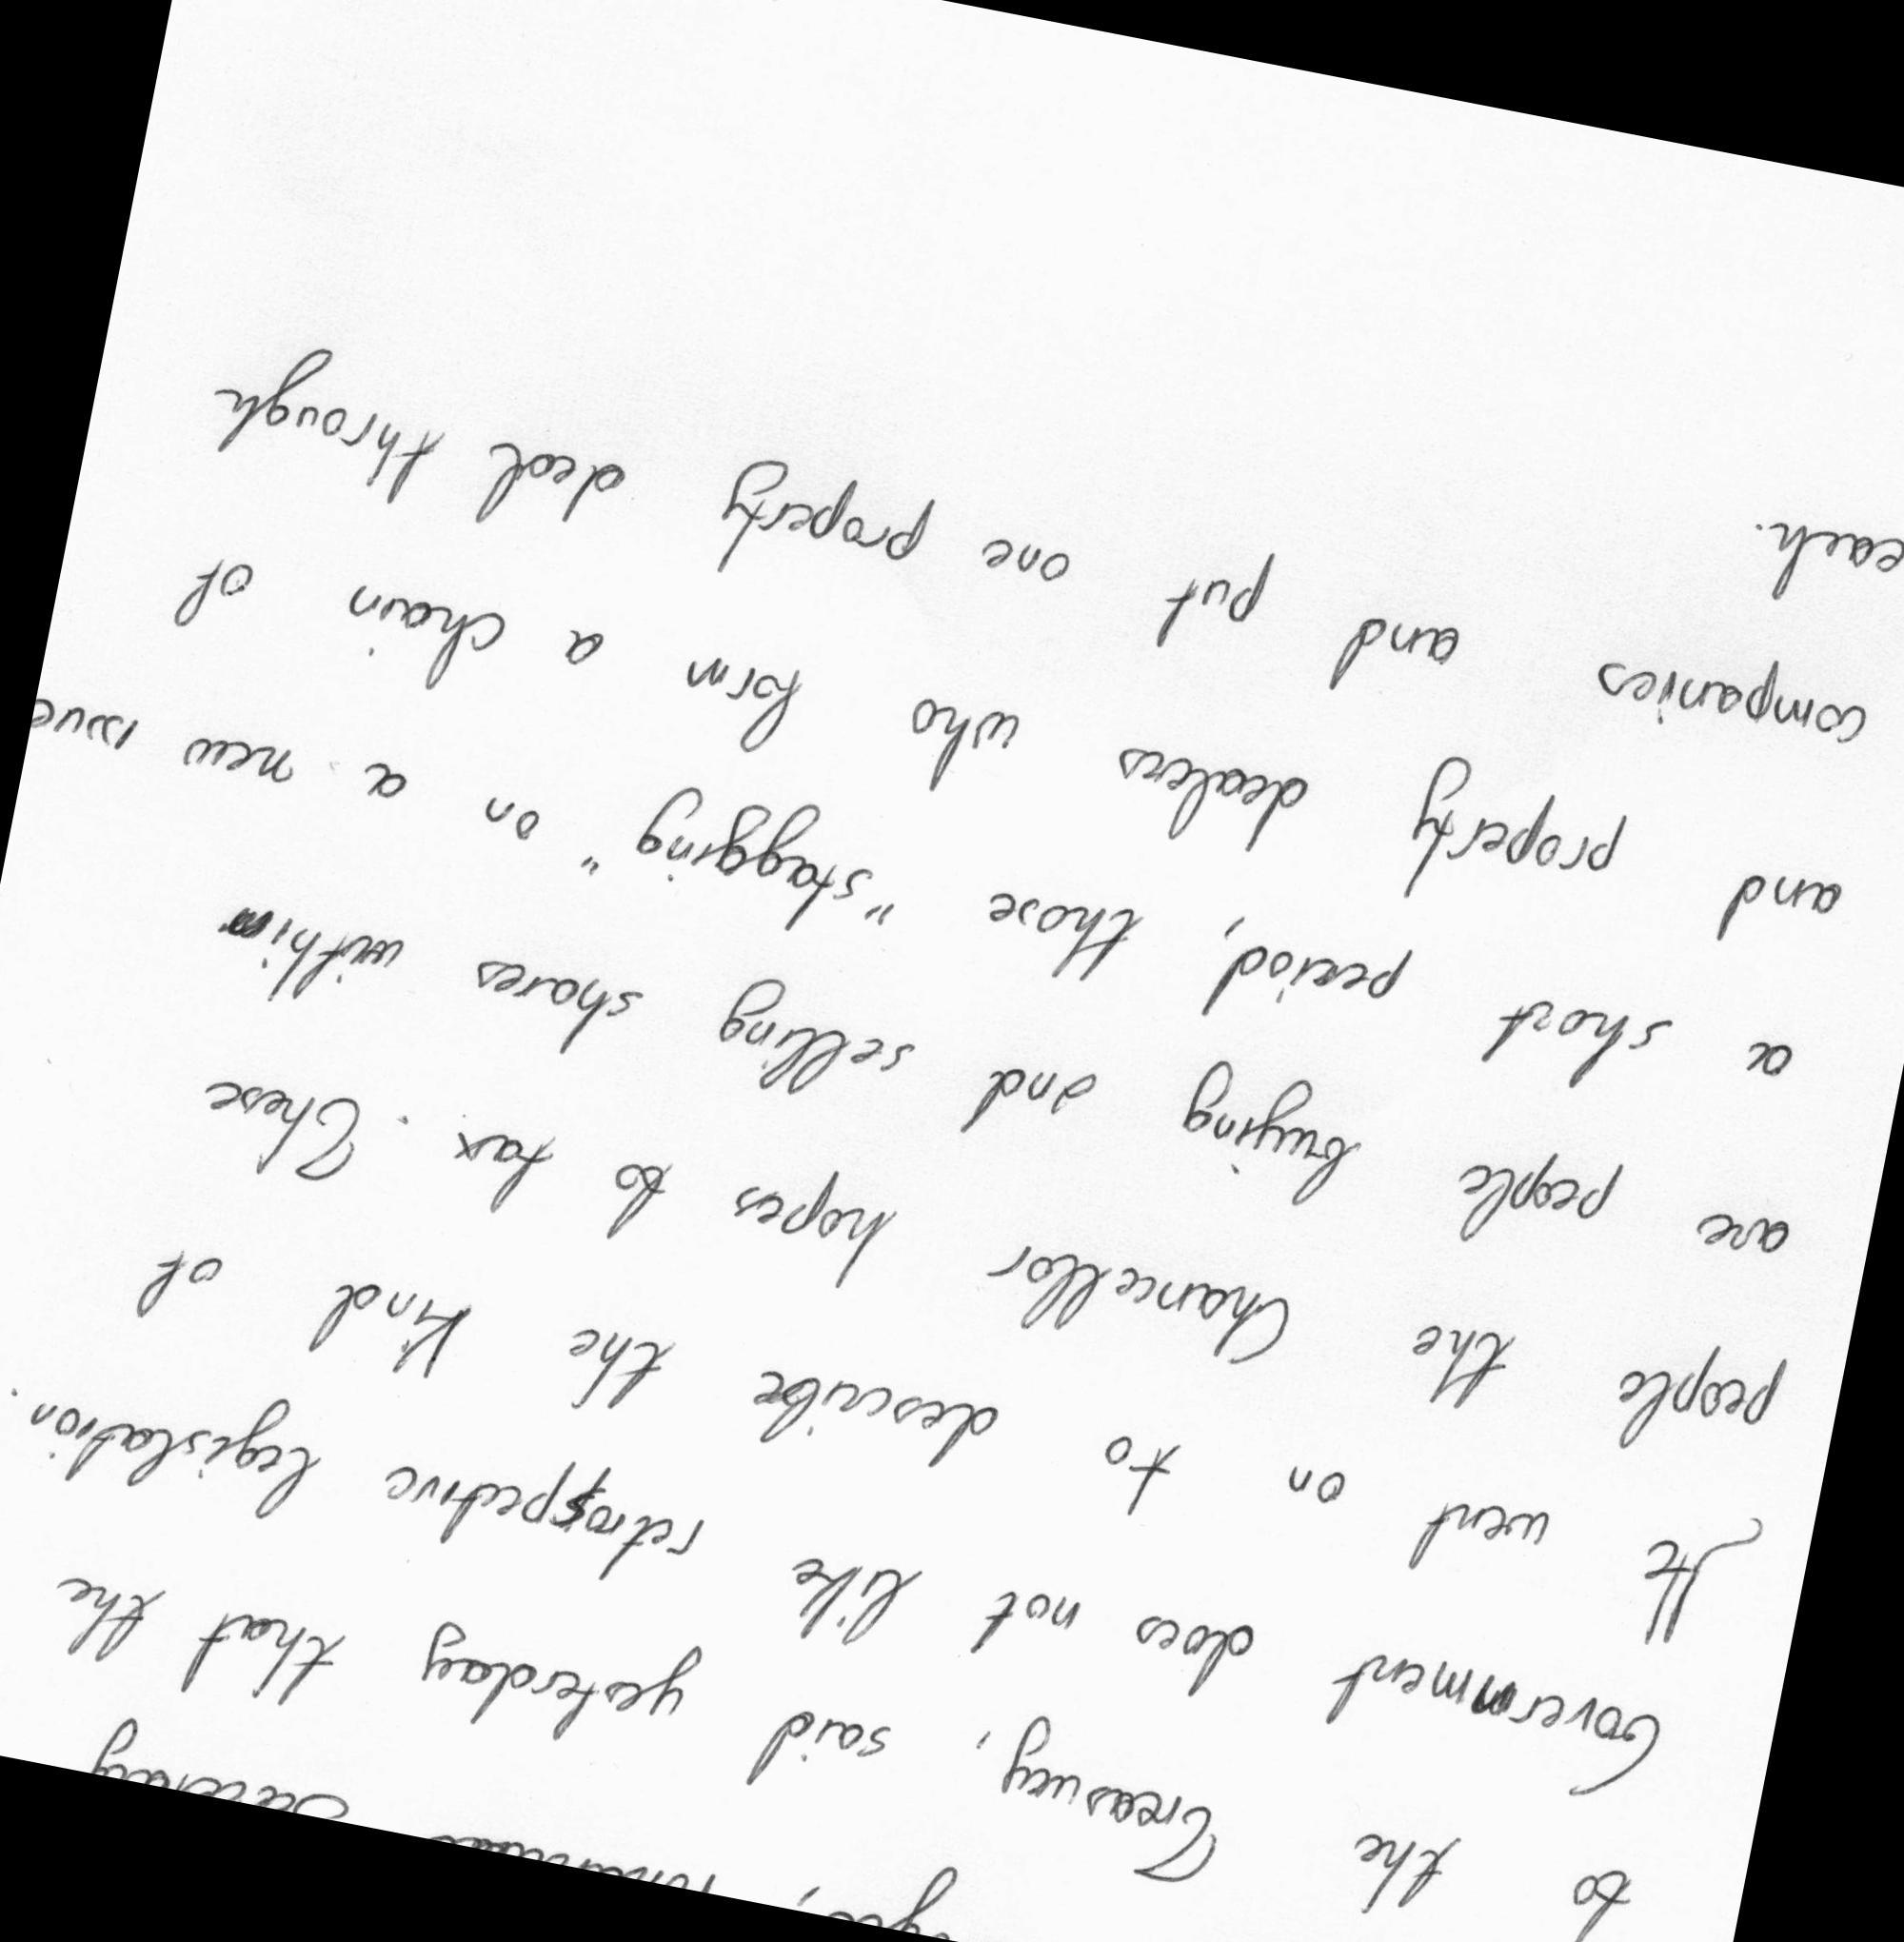 Secretary
to the Treasury, said yesterday that the
Government does not like retrospective legislation.
He went on to describe the kind of
people the Chancellor hopes to tax. These
are people buying and selling shares within
a short period, those "stagging" on a new issue
and property dealers who form a chain of
companies and put one property deal through
each.